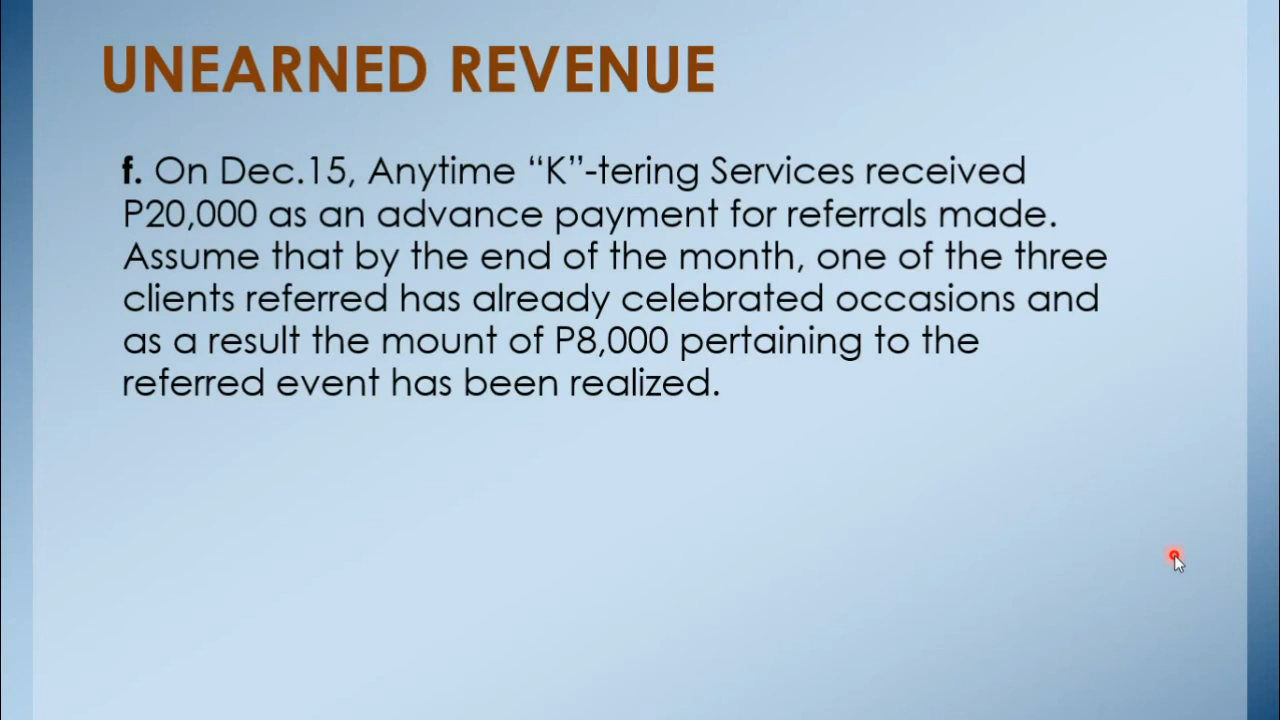 UNEARNED REVENUE
f. On Dec.15, Anytime “K”-tering Services received
P20,000 as an advance payment for referrals made.
Assume that by the end of the month, one of the three
clients referred has already celebrated occasions and
as a result the mount of P8,000 pertaining to the
referred event has been realized.